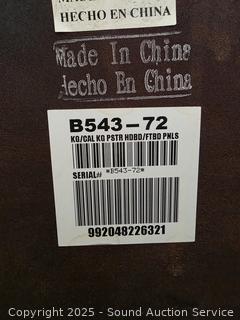 HECHO EN CHINA
Made In China
Hecho En China
B543-72
KG/CAL KG PSTR HDBD/FTBD PNLS
SERIAL# *B543-72*
992048226321
Copyright 2025 - Sound Auction Service